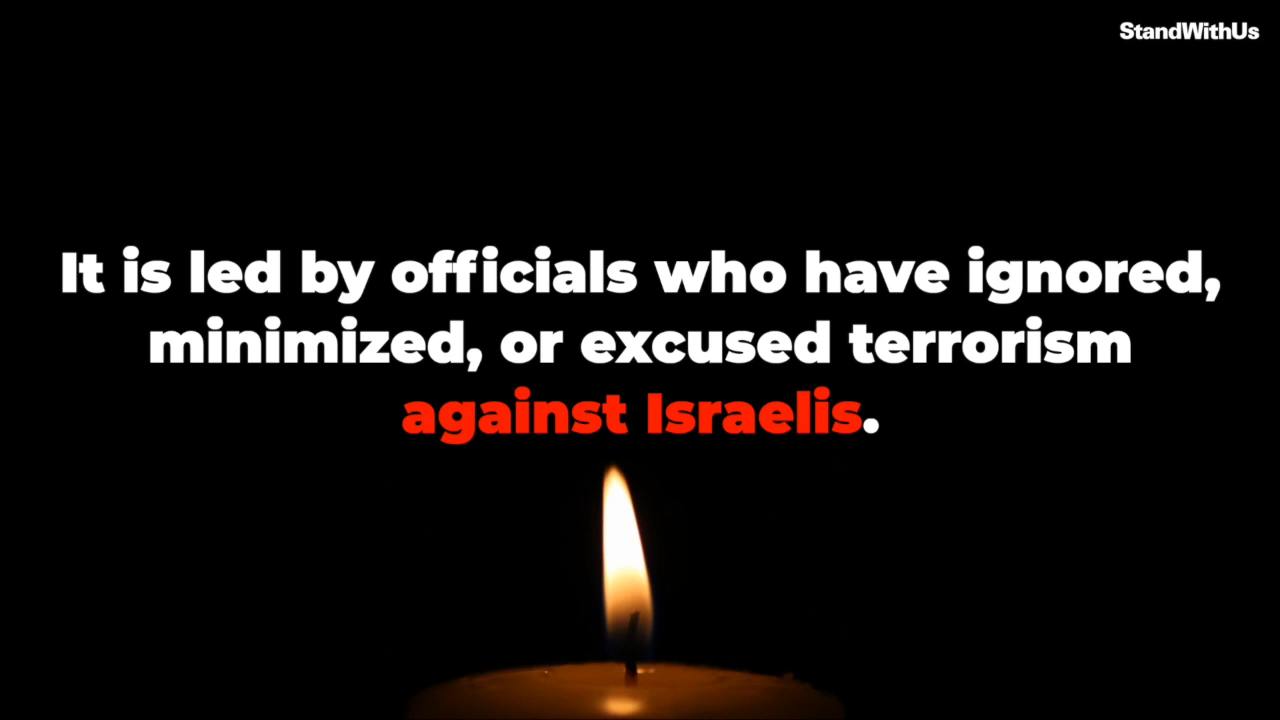 StandWithUs
It is led by officials who have ignored,
minimized, or excused terrorism
against Israelis.